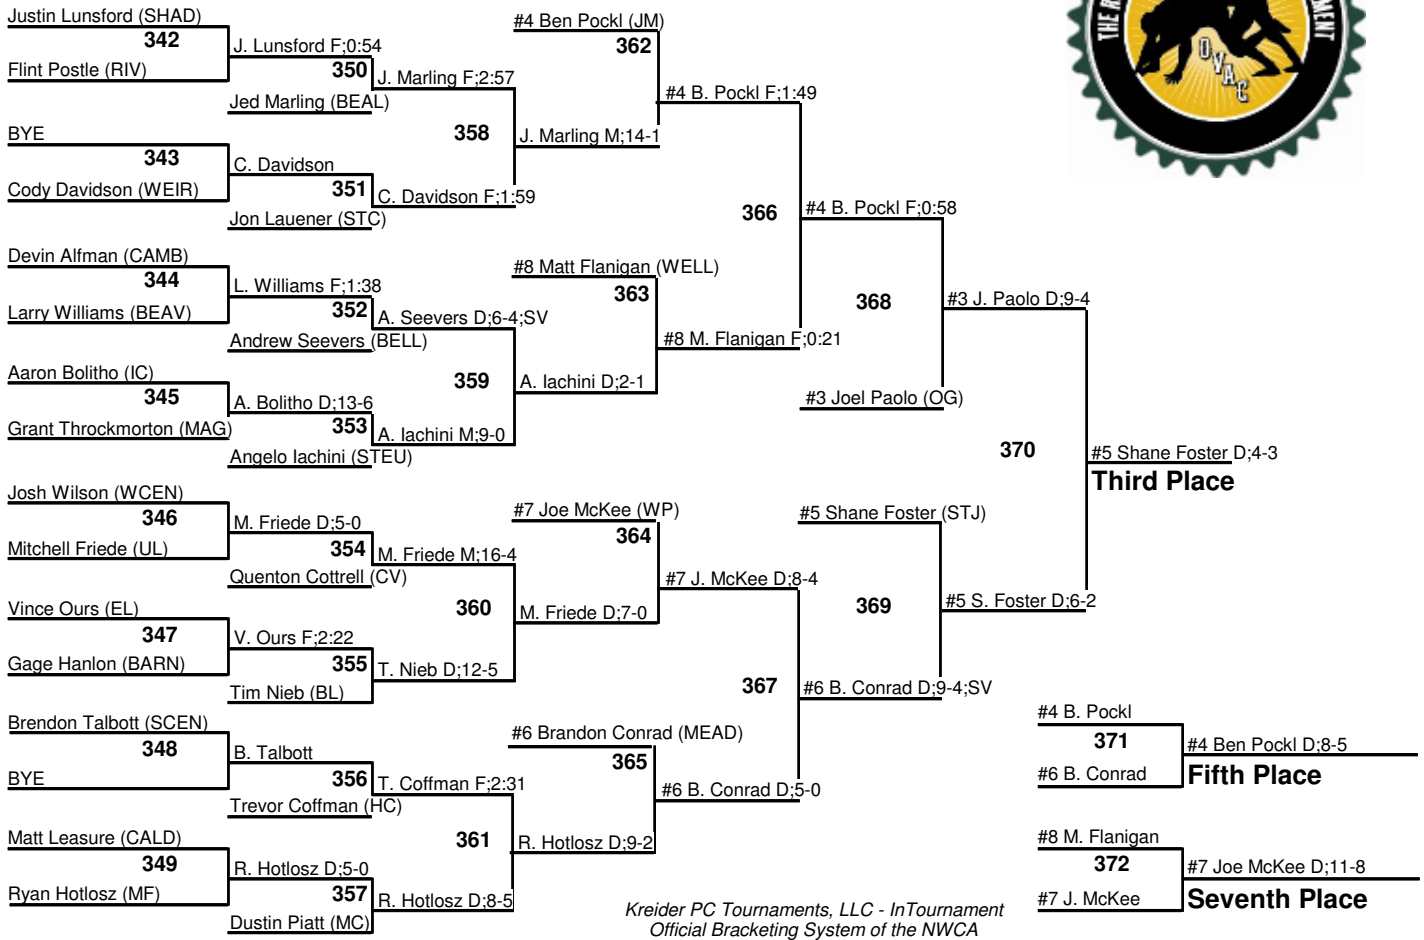 Justin Lunsford (SHAD)
342
Flint Postle (RIV)
J. Lunsford F;0:54
350
Jed Marling (BEAL)
J. Marling F;2:57
BYE
343
Cody Davidson (WEIR)
C. Davidson
351
Jon Lauener (STC)
C. Davidson F;1:59
358
J. Marling M;14-1
#4 Ben Pockl (JM)
362
#4 B. Pockl F;1:49
Devin Alfman (CAMB)
344
Larry Williams (BEAV)
L. Williams F;1:38
352
Andrew Seevers (BELL)
A. Seevers D;6-4;SV
Aaron Bolitho (IC)
345
Grant Throckmorton (MAG)
A. Bolitho D;13-6
353
Angelo Iachini (STEU)
A. Iachini M;9-0
359
A. Iachini D;2-1
#8 Matt Flanigan (WELL)
363
#8 M. Flanigan F;0:21
366
#4 B. Pockl F;0:58
368
#3 Joel Paolo (OG)
#3 J. Paolo D;9-4
Josh Wilson (WCEN)
346
Mitchell Friede (UL)
M. Friede D;5-0
354
Quenton Cottrell (CV)
M. Friede M;16-4
Vince Ours (EL)
347
Gage Hanlon (BARN)
V. Ours F;2:22
355
Tim Nieb (BL)
T. Nieb D;12-5
360
M. Friede D;7-0
#7 Joe McKee (WP)
364
#7 J. McKee D;8-4
Brendon Talbott (SCEN)
348
BYE
B. Talbott
356
Trevor Coffman (HC)
T. Coffman F;2:31
Matt Leasure (CALD)
349
Ryan Hotlosz (MF)
R. Hotlosz D;5-0
357
Dustin Piatt (MC)
R. Hotlosz D;8-5
361
R. Hotlosz D;9-2
#6 Brandon Conrad (MEAD)
365
#6 B. Conrad D;5-0
367
#6 B. Conrad D;9-4;SV
#5 Shane Foster (STJ)
369
#5 S. Foster D;6-2
370
#5 Shane Foster D;4-3
Third Place
#4 B. Pockl
371
#6 B. Conrad
#4 Ben Pockl D;8-5
Fifth Place
#8 M. Flanigan
372
#7 J. McKee
#7 Joe McKee D;11-8
Seventh Place
Kreider PC Tournaments, LLC - InTournament
Official Bracketing System of the NWCA
OVAC
THE